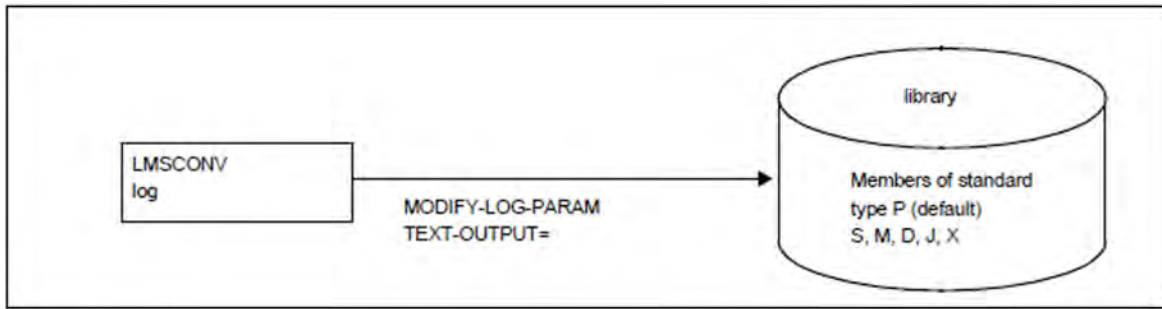 LMSCONV
log
MODIFY-LOG-PARAM
TEXT-OUTPUT=
library
Members of standard
type P (default)
S, M, D, J, X